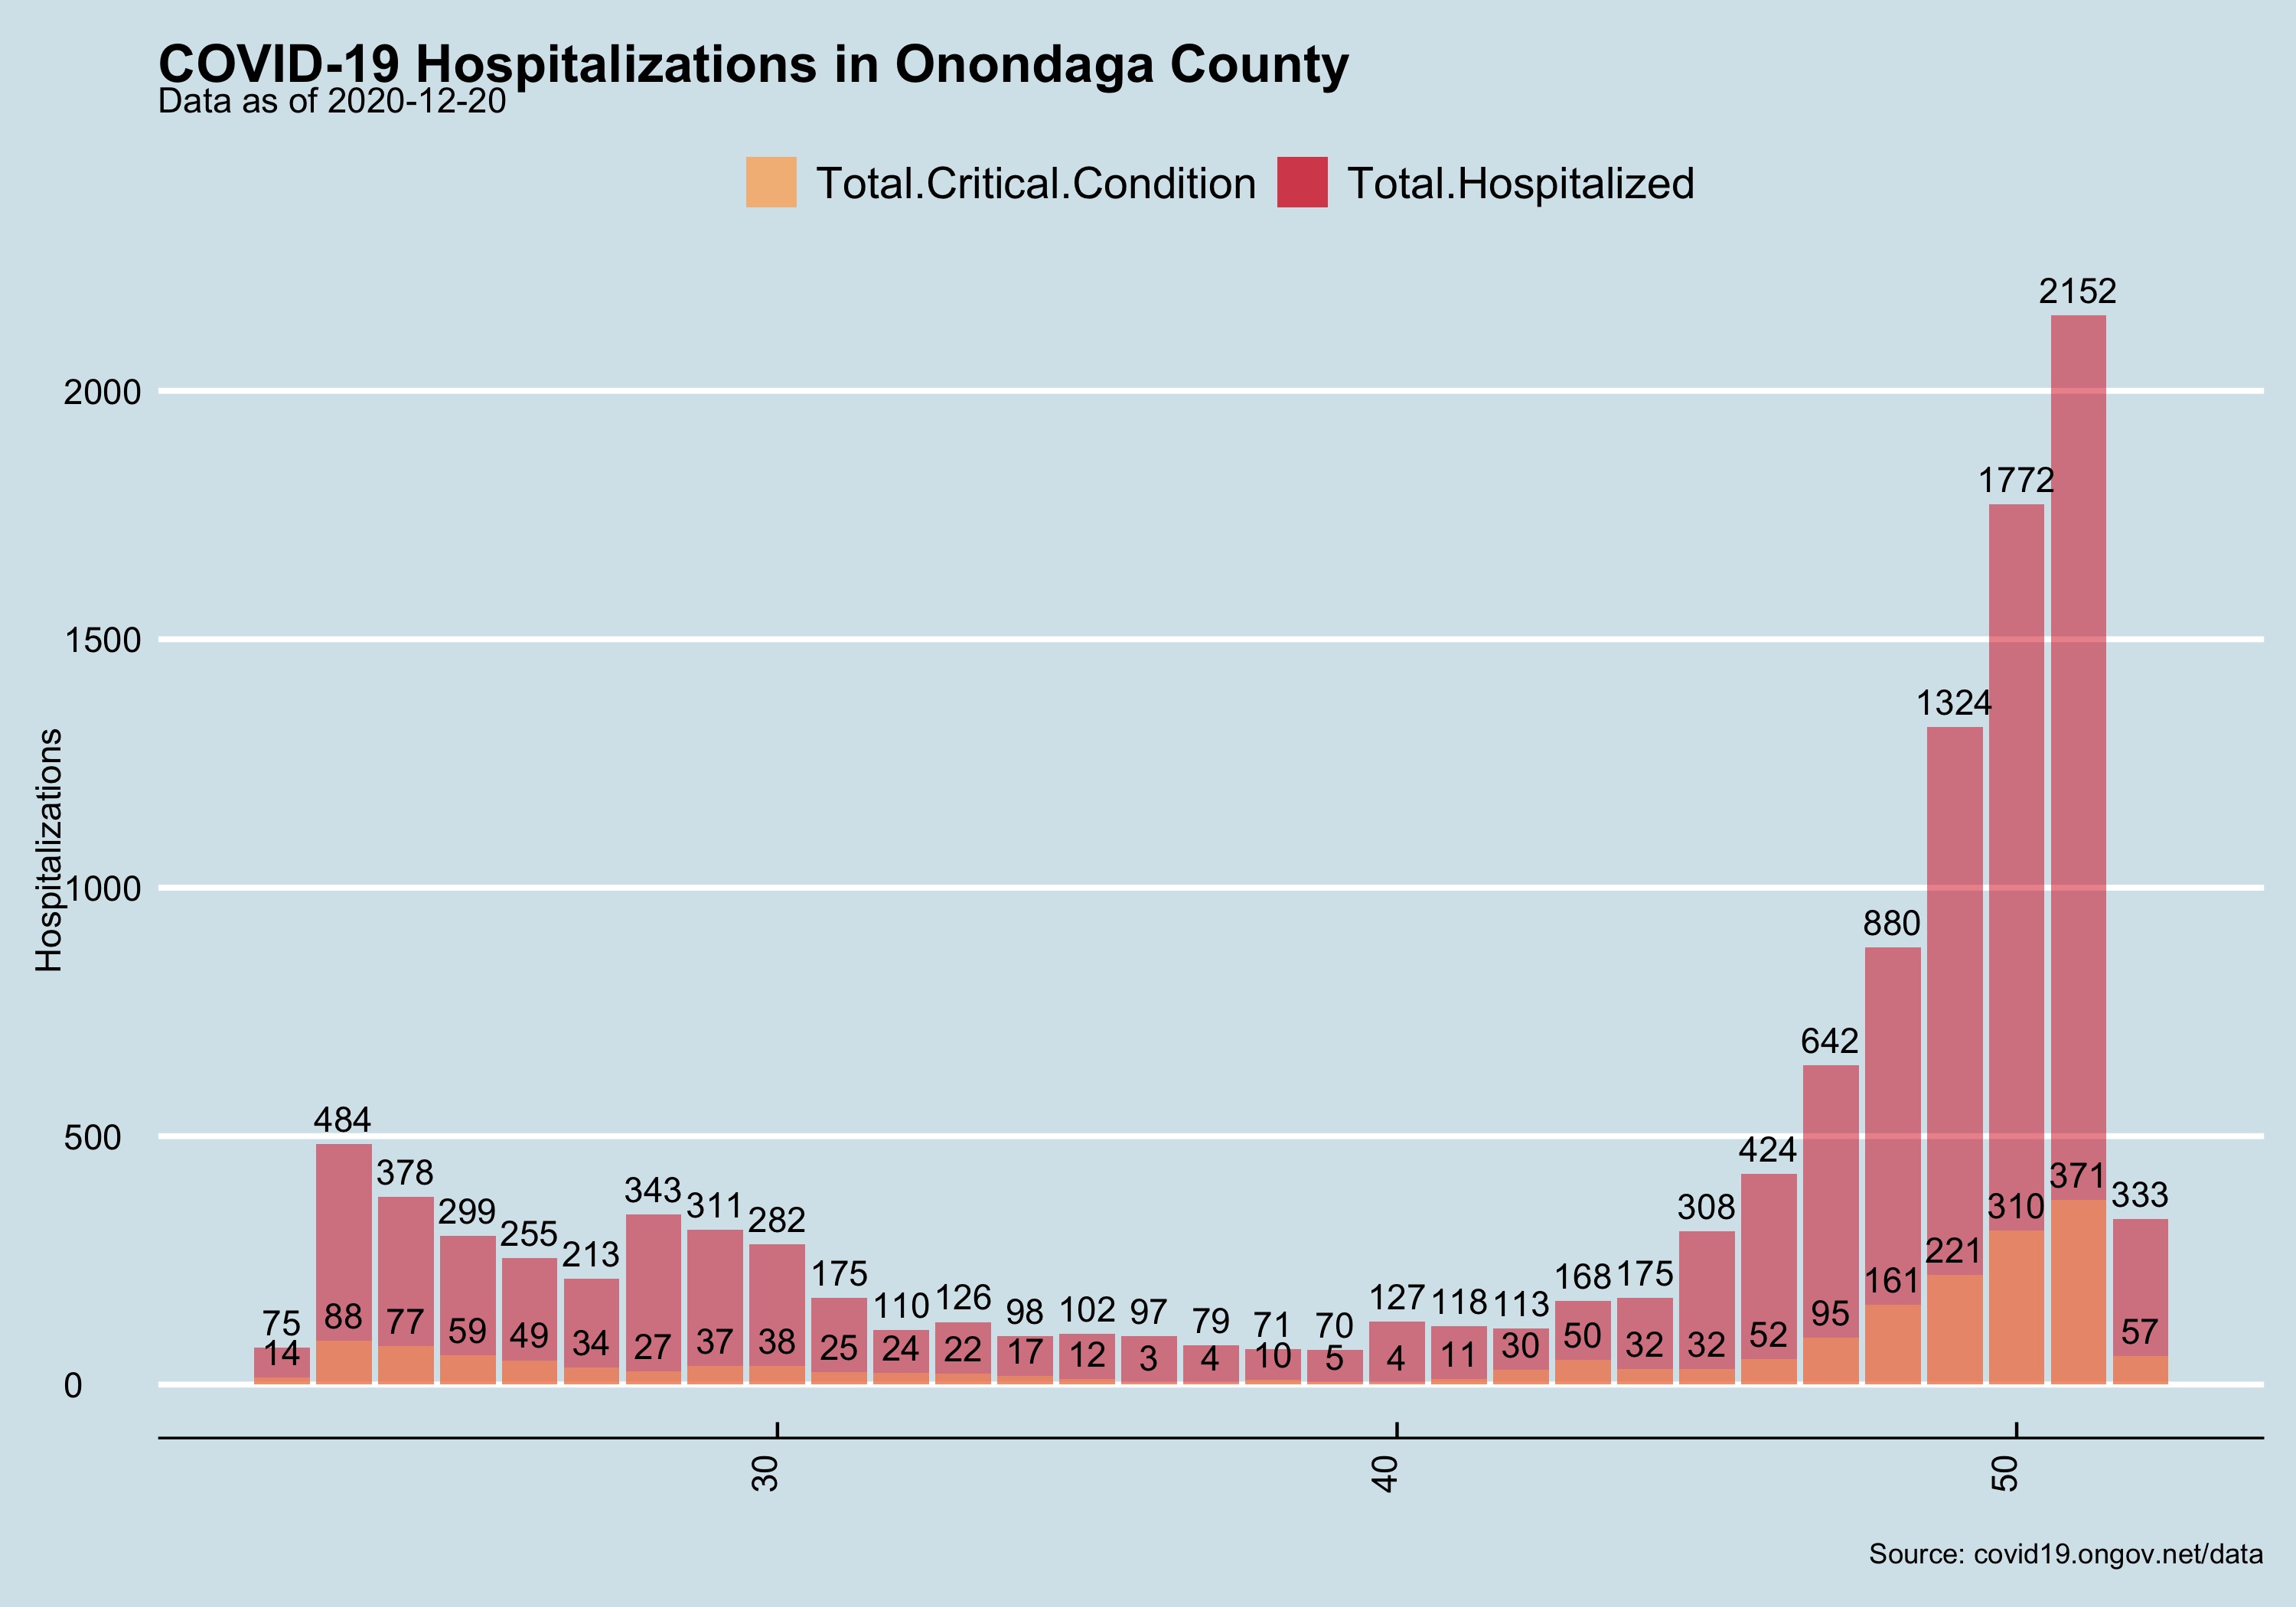 COVID-19 Hospitalizations in Onondaga County
Data as of 2020-12-20
Total.Critical.Condition Total.Hospitalized
Hospitalizations
2000
1500
1000
500
0
75 484 378 299 255 213 343 311 282 175 110 126 98 102 97 79 71 70 127 118 113 168 175 308 424 642 880 1324 1772 2152 333
14 88 77 59 49 34 27 37 38 25 24 22 17 12 3 4 10 5 4 11 30 50 32 32 52 95 161 221 310 371 57
30 40 50
Source: covid19.ongov.net/data